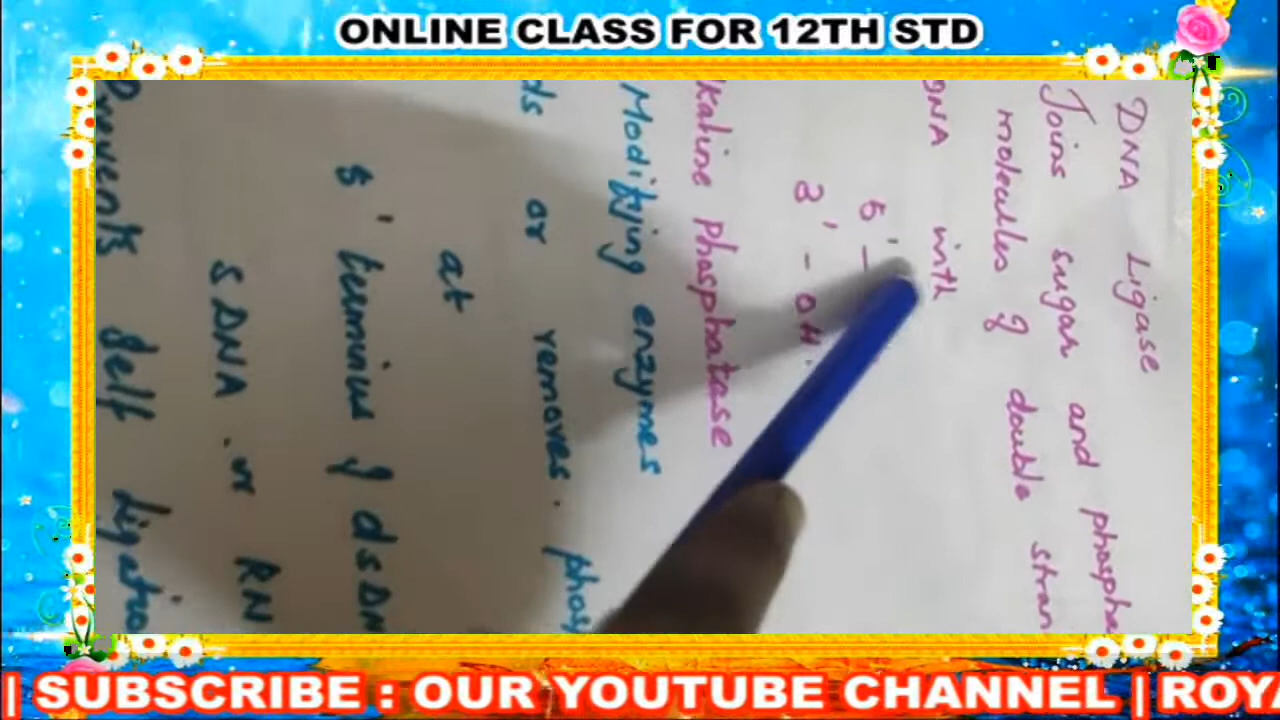 ONLINE CLASS FOR 12TH STD
DNA Ligase
Joins sugar and phospha
molecules of double stran
DNA with
5' -
3' - OH
kaline phosphatase
Modifying enzymes
ds or removes phos
at
5' terminus of dsDN
sDNA or RN
Prevents self ligatio
| SUBSCRIBE : OUR YOUTUBE CHANNEL | ROYA